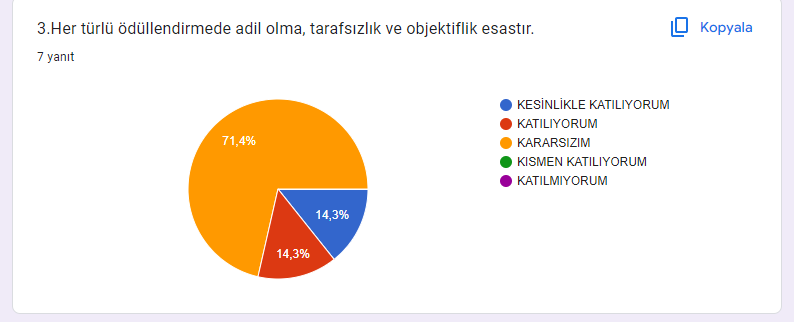 3.Her türlü ödüllendirmede adil olma, tarafsızlık ve objektiflik esastır.
Kopyala
7 yanıt
71,4%
14,3%
14,3%
KESİNLİKLE KATILIYORUM
KATILIYORUM
KARARSIZIM
KISMEN KATILIYORUM
KATILMIYORUM